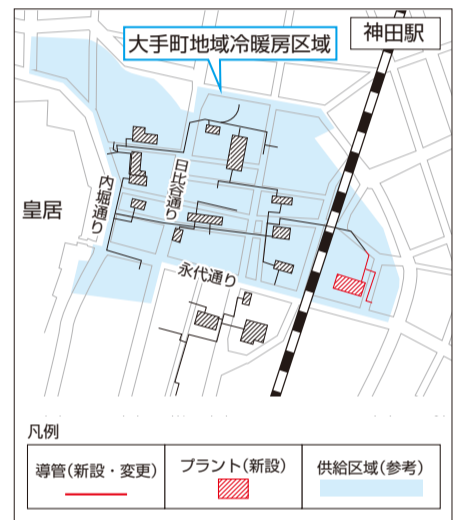 神田駅
大手町地域冷暖房区域
日比谷通り
内堀通り
皇居
永代通り
凡例
導管(新設・変更)
プラント(新設)
供給区域(参考)